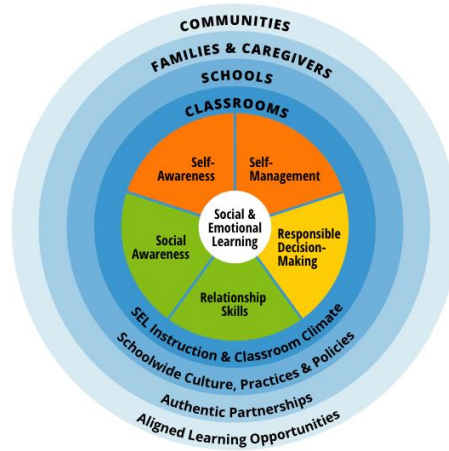 COMMUNITIES
FAMILIES & CAREGIVERS
SCHOOLS
CLASSROOMS
Self-
Awareness
Self-
Management
Social &
Emotional
Learning
Social
Awareness
Responsible
Decision-
Making
Relationship
Skills
SEL Instruction & Classroom Climate
Schoolwide Culture, Practices & Policies
Authentic Partnerships
Aligned Learning Opportunities